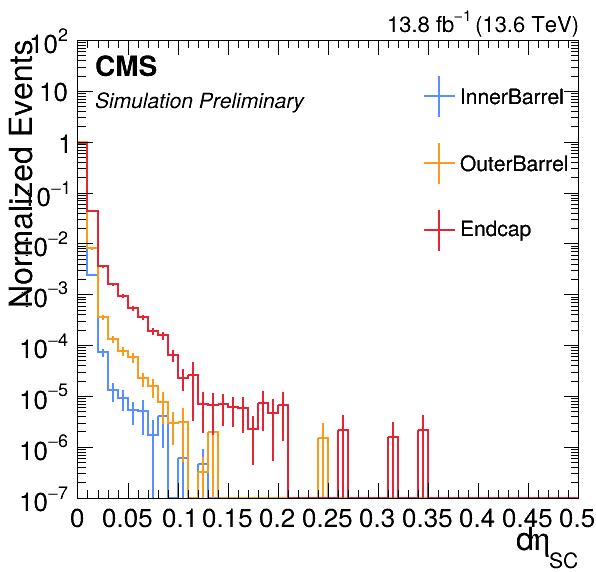 13.8 fb⁻¹ (13.6 TeV)
CMS
Simulation Preliminary
InnerBarrel
OuterBarrel
Endcap
Normalized Events
10²
10
1
10⁻¹
10⁻²
10⁻³
10⁻⁴
10⁻⁵
10⁻⁶
10⁻⁷
0 0.05 0.1 0.15 0.2 0.25 0.3 0.35 0.4 0.45 0.5
dη_SC